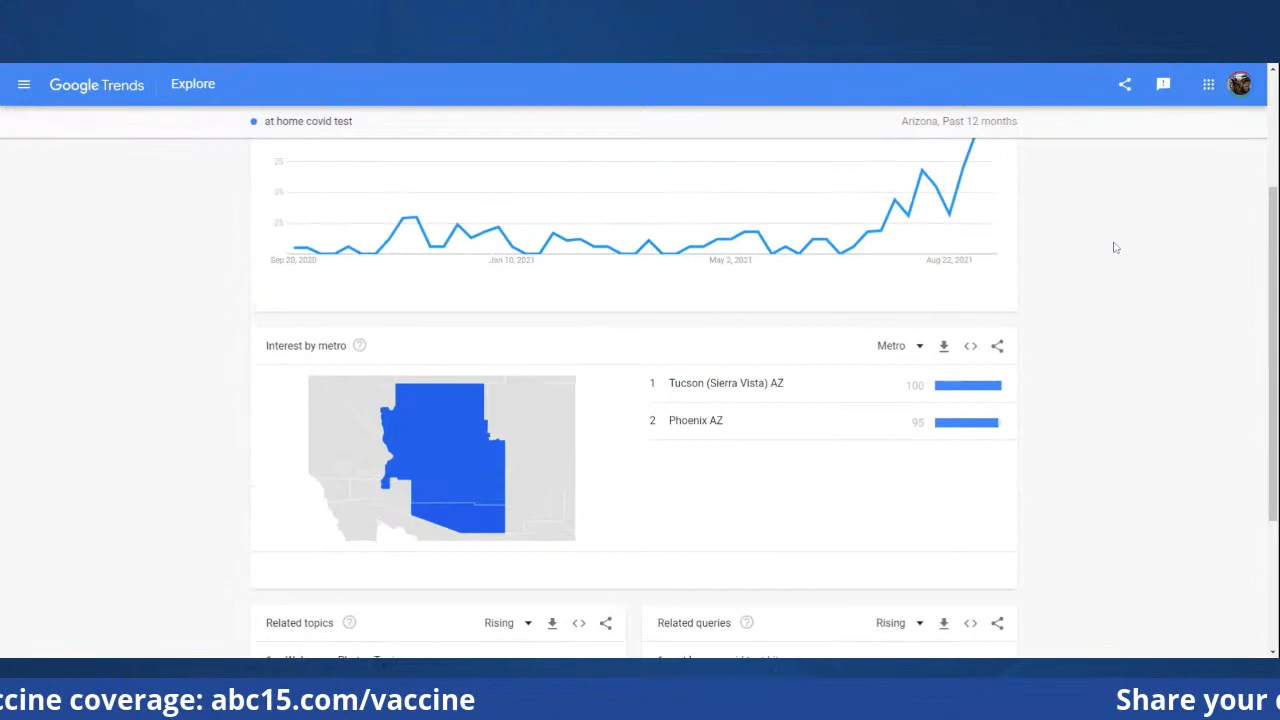 Google Trends Explore
at home covid test Arizona, Past 12 months
25
25
Sep 20, 2020 Jan 10, 2021 May 2, 2021 Aug 22, 2021
Interest by metro Metro
1 Tucson (Sierra Vista) AZ 100
2 Phoenix AZ 95
Related topics Rising
Related queries Rising
ccine coverage: abc15.com/vaccine Share your